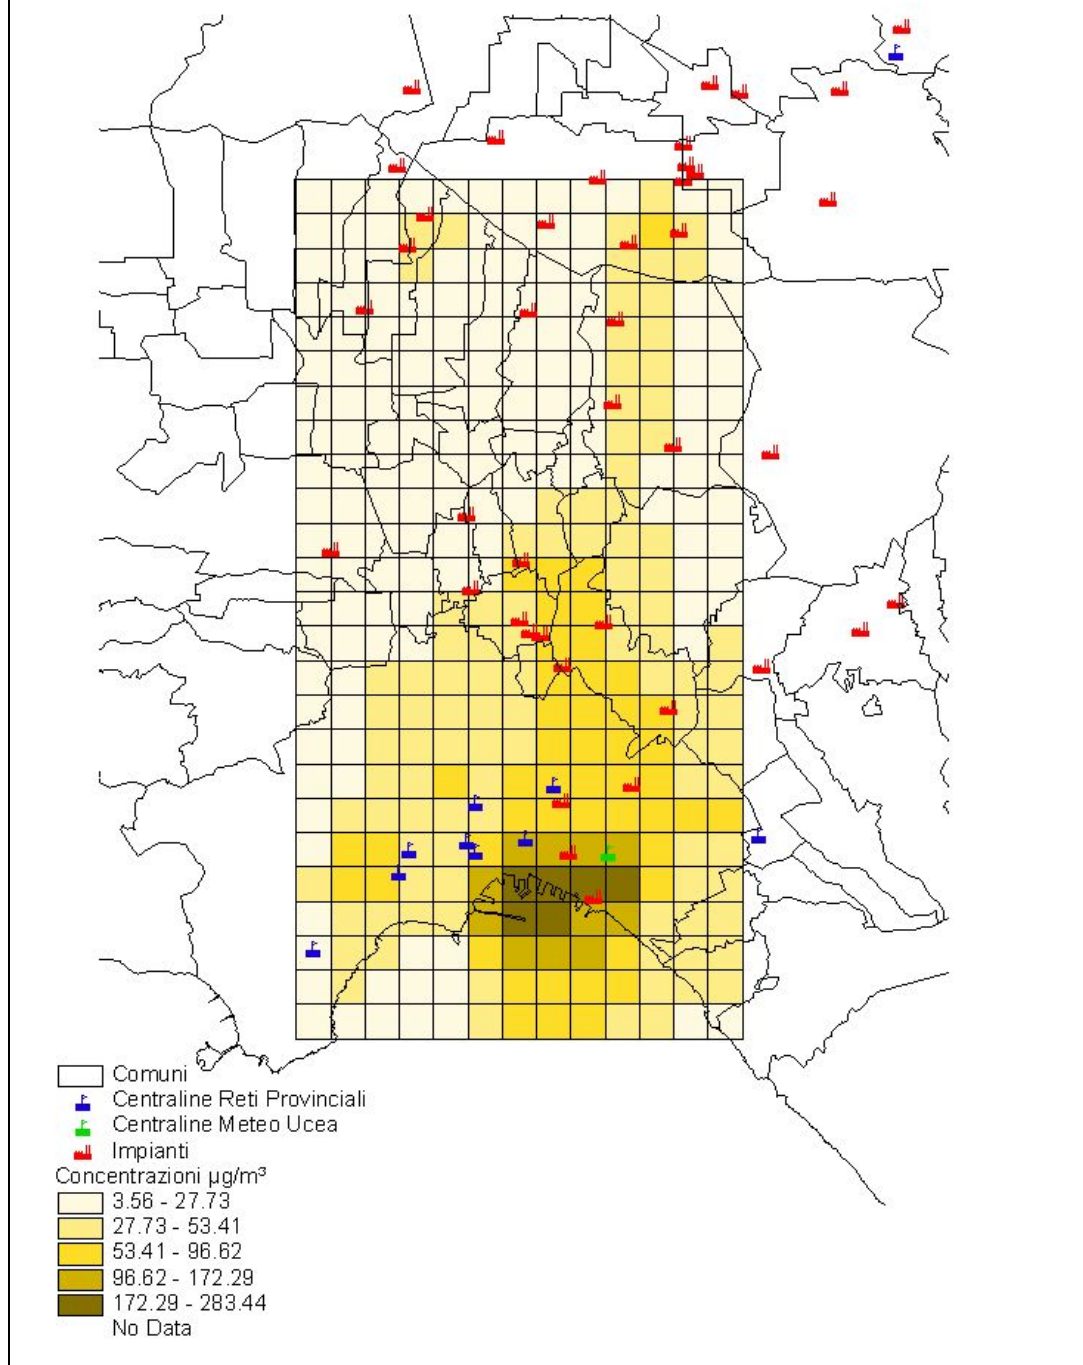 Comuni
Centraline Reti Provinciali
Centraline Meteo Ucea
Impianti
Concentrazioni µg/m³
3.56 - 27.73
27.73 - 53.41
53.41 - 96.62
96.62 - 172.29
172.29 - 283.44
No Data